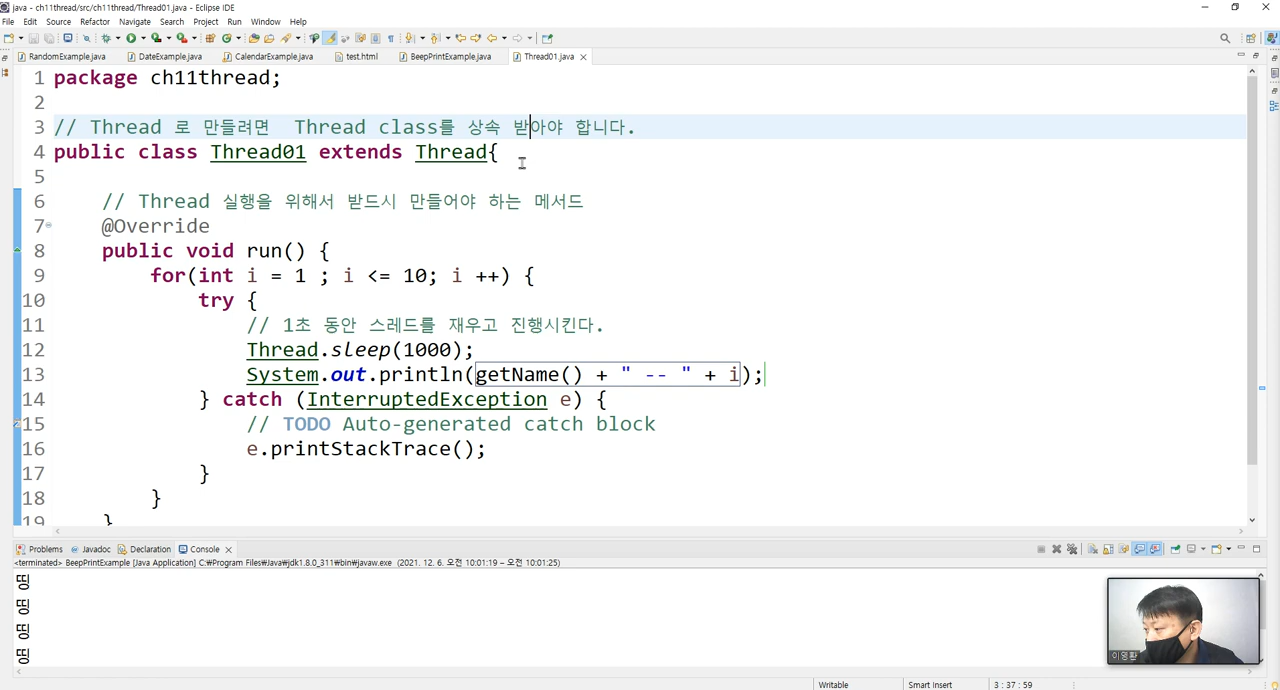 java - ch11thread/src/ch11thread/Thread01.java - Eclipse IDE
File Edit Source Refactor Navigate Search Project Run Window Help
RandomExample.java DateExample.java CalendarExample.java test.html BeepPrintExample.java Thread01.java
1 package ch11thread;
2
3 // Thread 로 만들려면  Thread class를 상속 받아야 합니다.
4 public class Thread01 extends Thread{
5
6     // Thread 실행을 위해서 받드시 만들어야 하는 메서드
7     @Override
8     public void run() {
9         for(int i = 1 ; i <= 10; i ++) {
10             try {
11                 // 1초 동안 스레드를 재우고 진행시킨다.
12                 Thread.sleep(1000);
13                 System.out.println(getName() + " -- " + i);
14             } catch (InterruptedException e) {
15                 // TODO Auto-generated catch block
16                 e.printStackTrace();
17             }
18         }
19     }
Problems Javadoc Declaration Console
<terminated> BeepPrintExample [Java Application] C:₩Program Files₩Java₩jdk1.8.0_311₩bin₩javaw.exe (2021. 12. 6. 오전 10:01:19 – 오전 10:01:25)
띵
띵
띵
띵
이영환
Writable Smart Insert 3 : 37 : 59